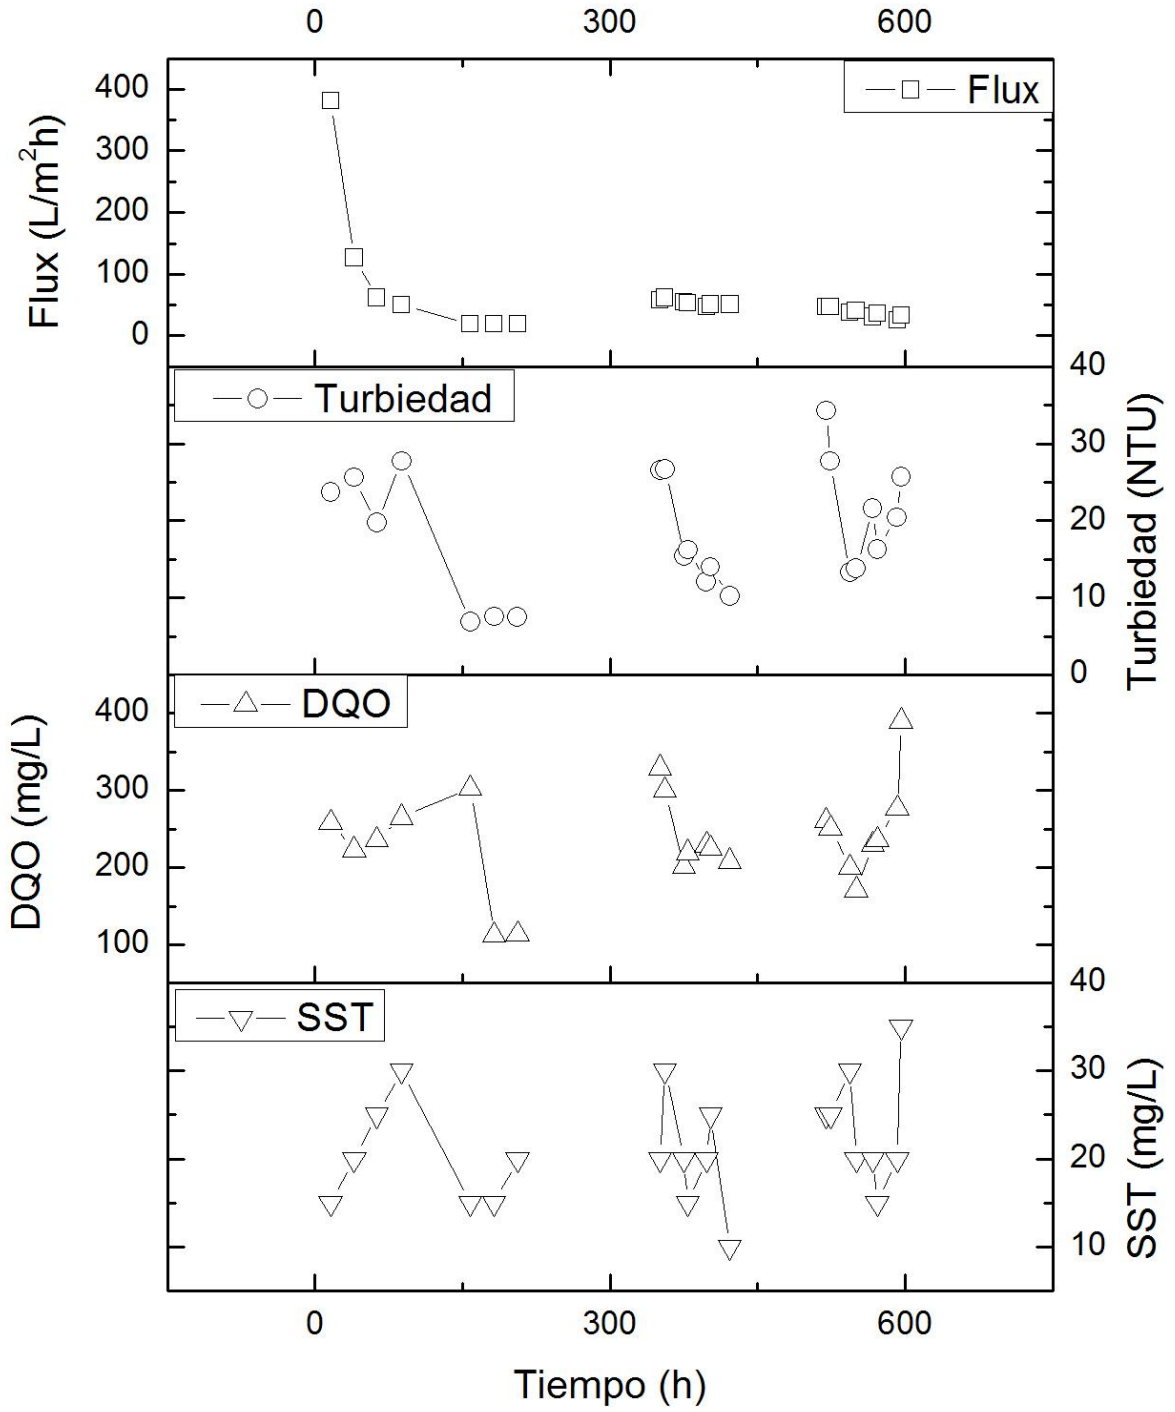 0 300 600
Flux (L/m²h)
400
300
200
100
0
Flux
Turbiedad
40
30
20
10
0
Turbiedad (NTU)
DQO
DQO (mg/L)
400
300
200
100
SST
40
30
20
10
SST (mg/L)
0 300 600
Tiempo (h)